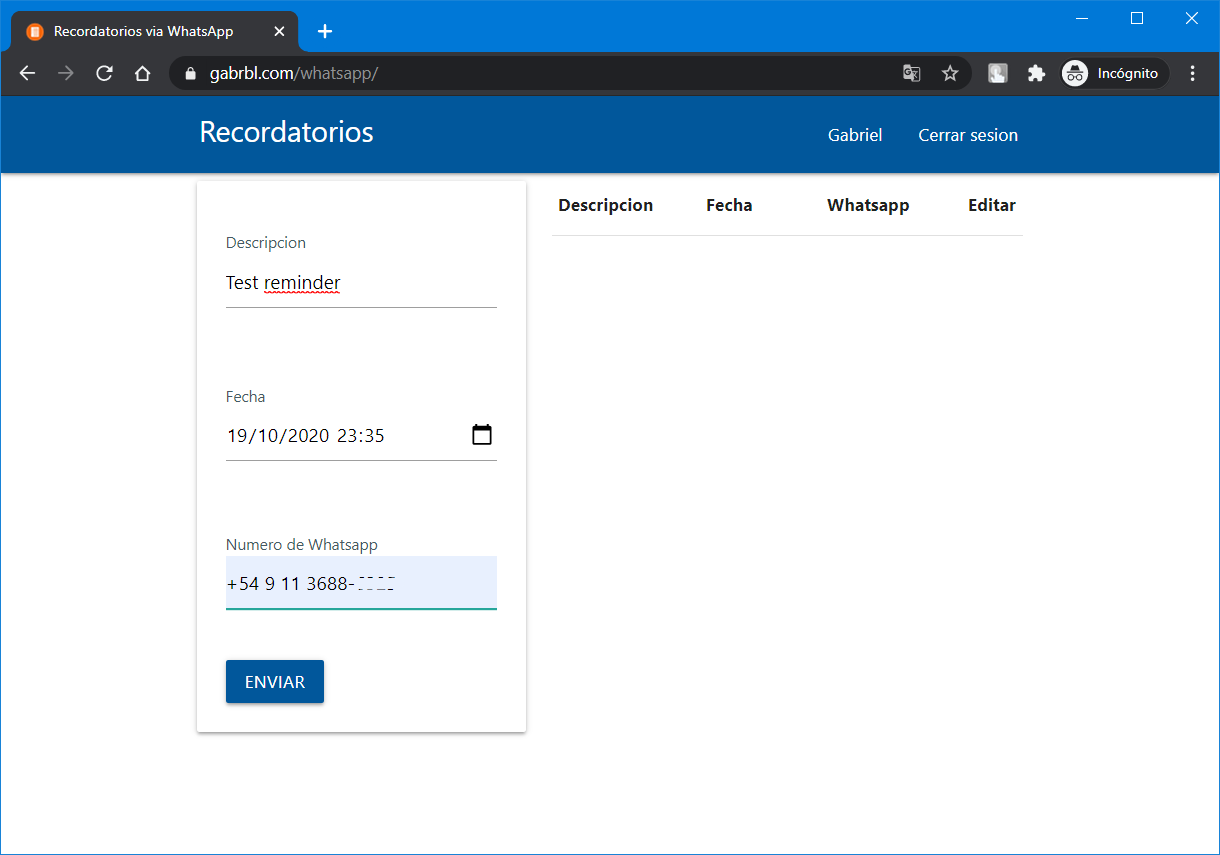 Recordatorios via WhatsApp
gabrbl.com/whatsapp/
Incógnito
Recordatorios
Gabriel
Cerrar sesion
Descripcion
Test reminder
Fecha
19/10/2020 23:35
Numero de Whatsapp
+54 9 11 3688-
ENVIAR
Descripcion Fecha Whatsapp Editar